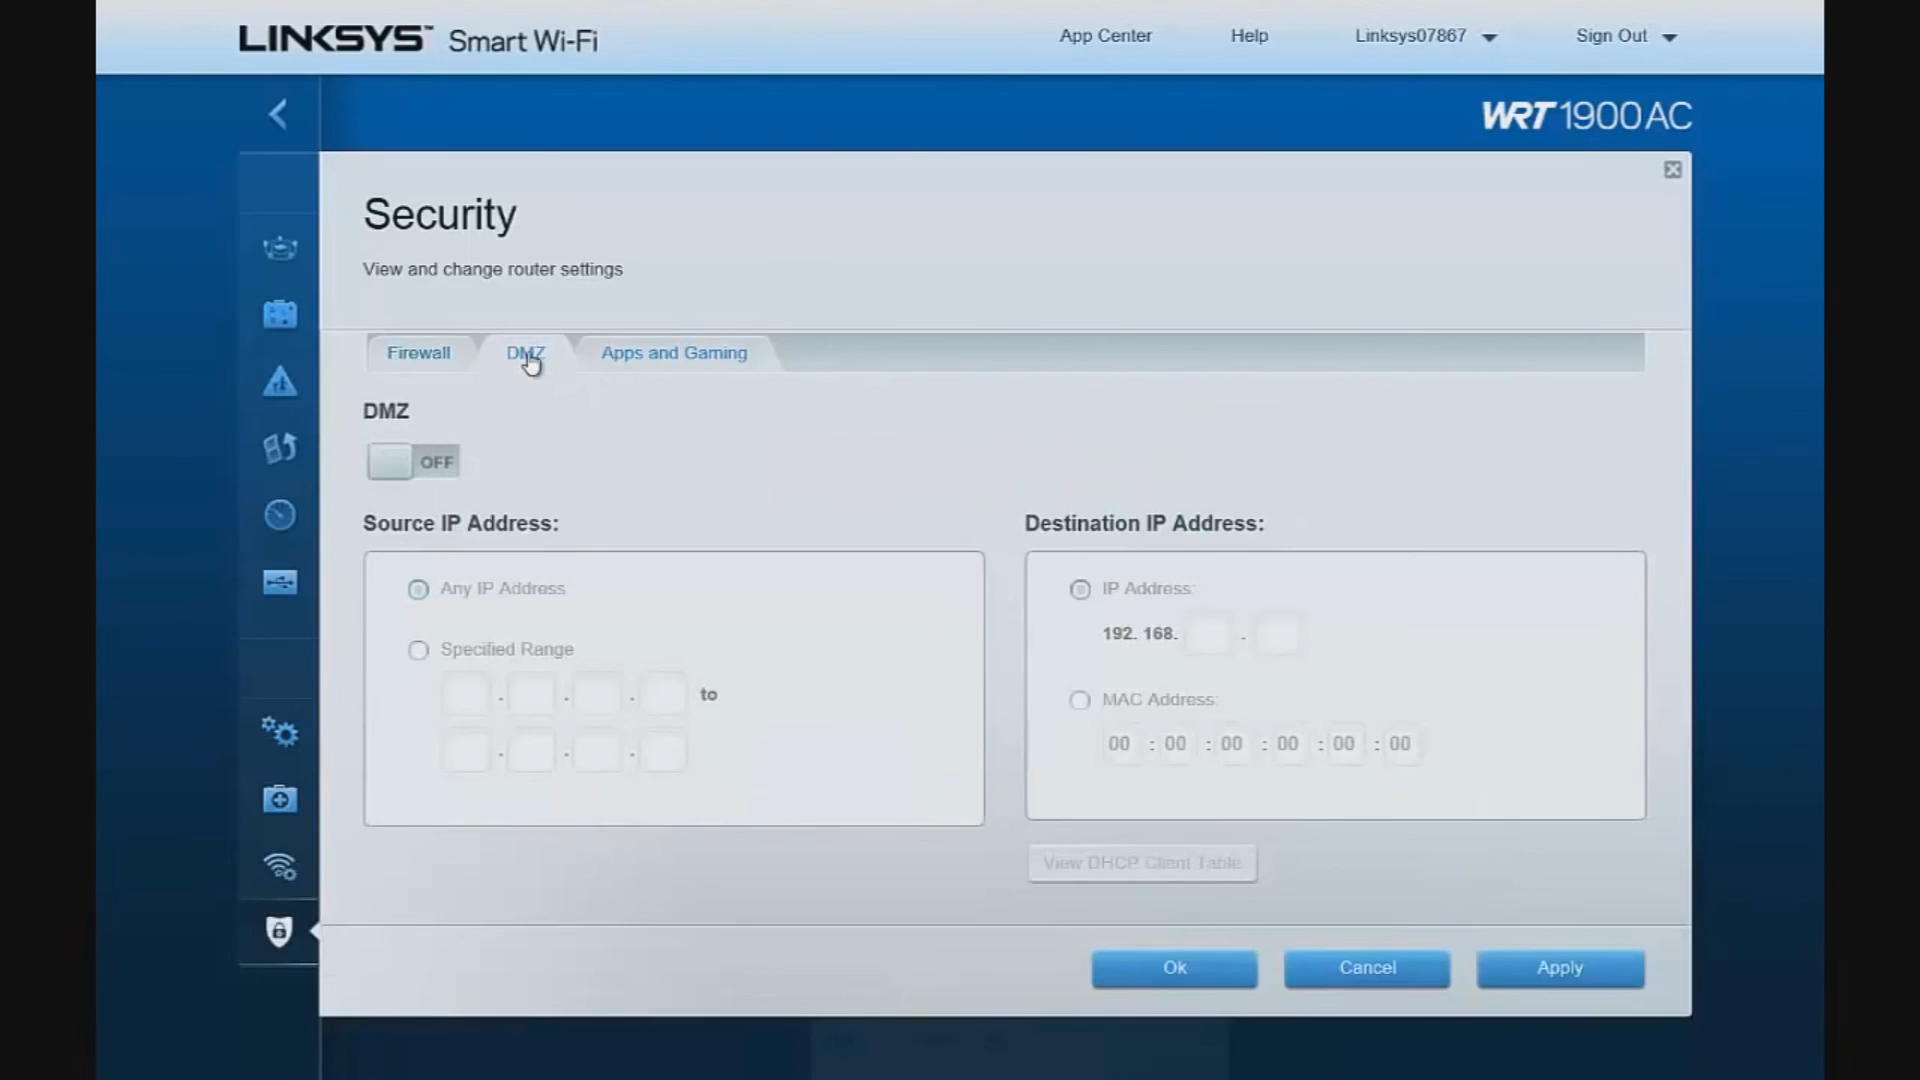 LINKSYS™ Smart Wi-Fi
App Center
Help
Linksys07867
Sign Out
WRT1900AC
Security
View and change router settings
Firewall
DMZ
Apps and Gaming
DMZ
OFF
Source IP Address:
Any IP Address
Specified Range
. . . to
. . .
Destination IP Address:
IP Address:
192. 168. .
MAC Address:
00 : 00 : 00 : 00 : 00 : 00
View DHCP Client Table
Ok
Cancel
Apply